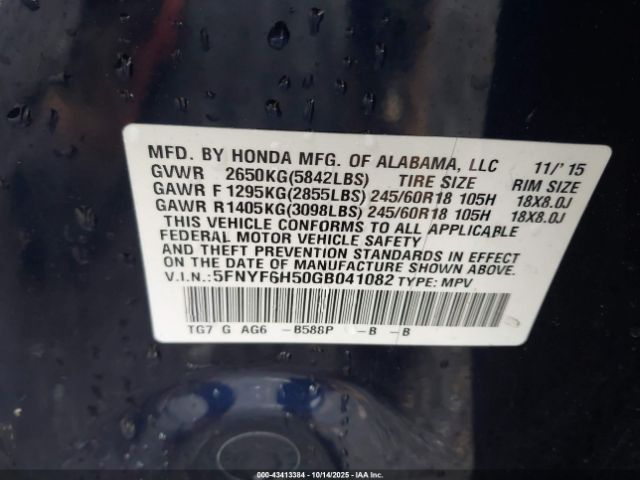 MFD. BY HONDA MFG. OF ALABAMA, LLC 11/'15
GVWR 2650KG(5842LBS) TIRE SIZE RIM SIZE
GAWR F 1295KG(2855LBS) 245/60R18 105H 18X8.0J
GAWR R 1405KG(3098LBS) 245/60R18 105H 18X8.0J
THIS VEHICLE CONFORMS TO ALL APPLICABLE
FEDERAL MOTOR VEHICLE SAFETY
AND THEFT PREVENTION STANDARDS IN EFFECT
ON THE DATE OF MANUFACTURE SHOWN ABOVE.
V.I.N.: 5FNYF6H50GB041082 TYPE: MPV
TG7 G AG6 -B588P -B -B
000-43413384 | 10/14/2025 | IAA Inc.